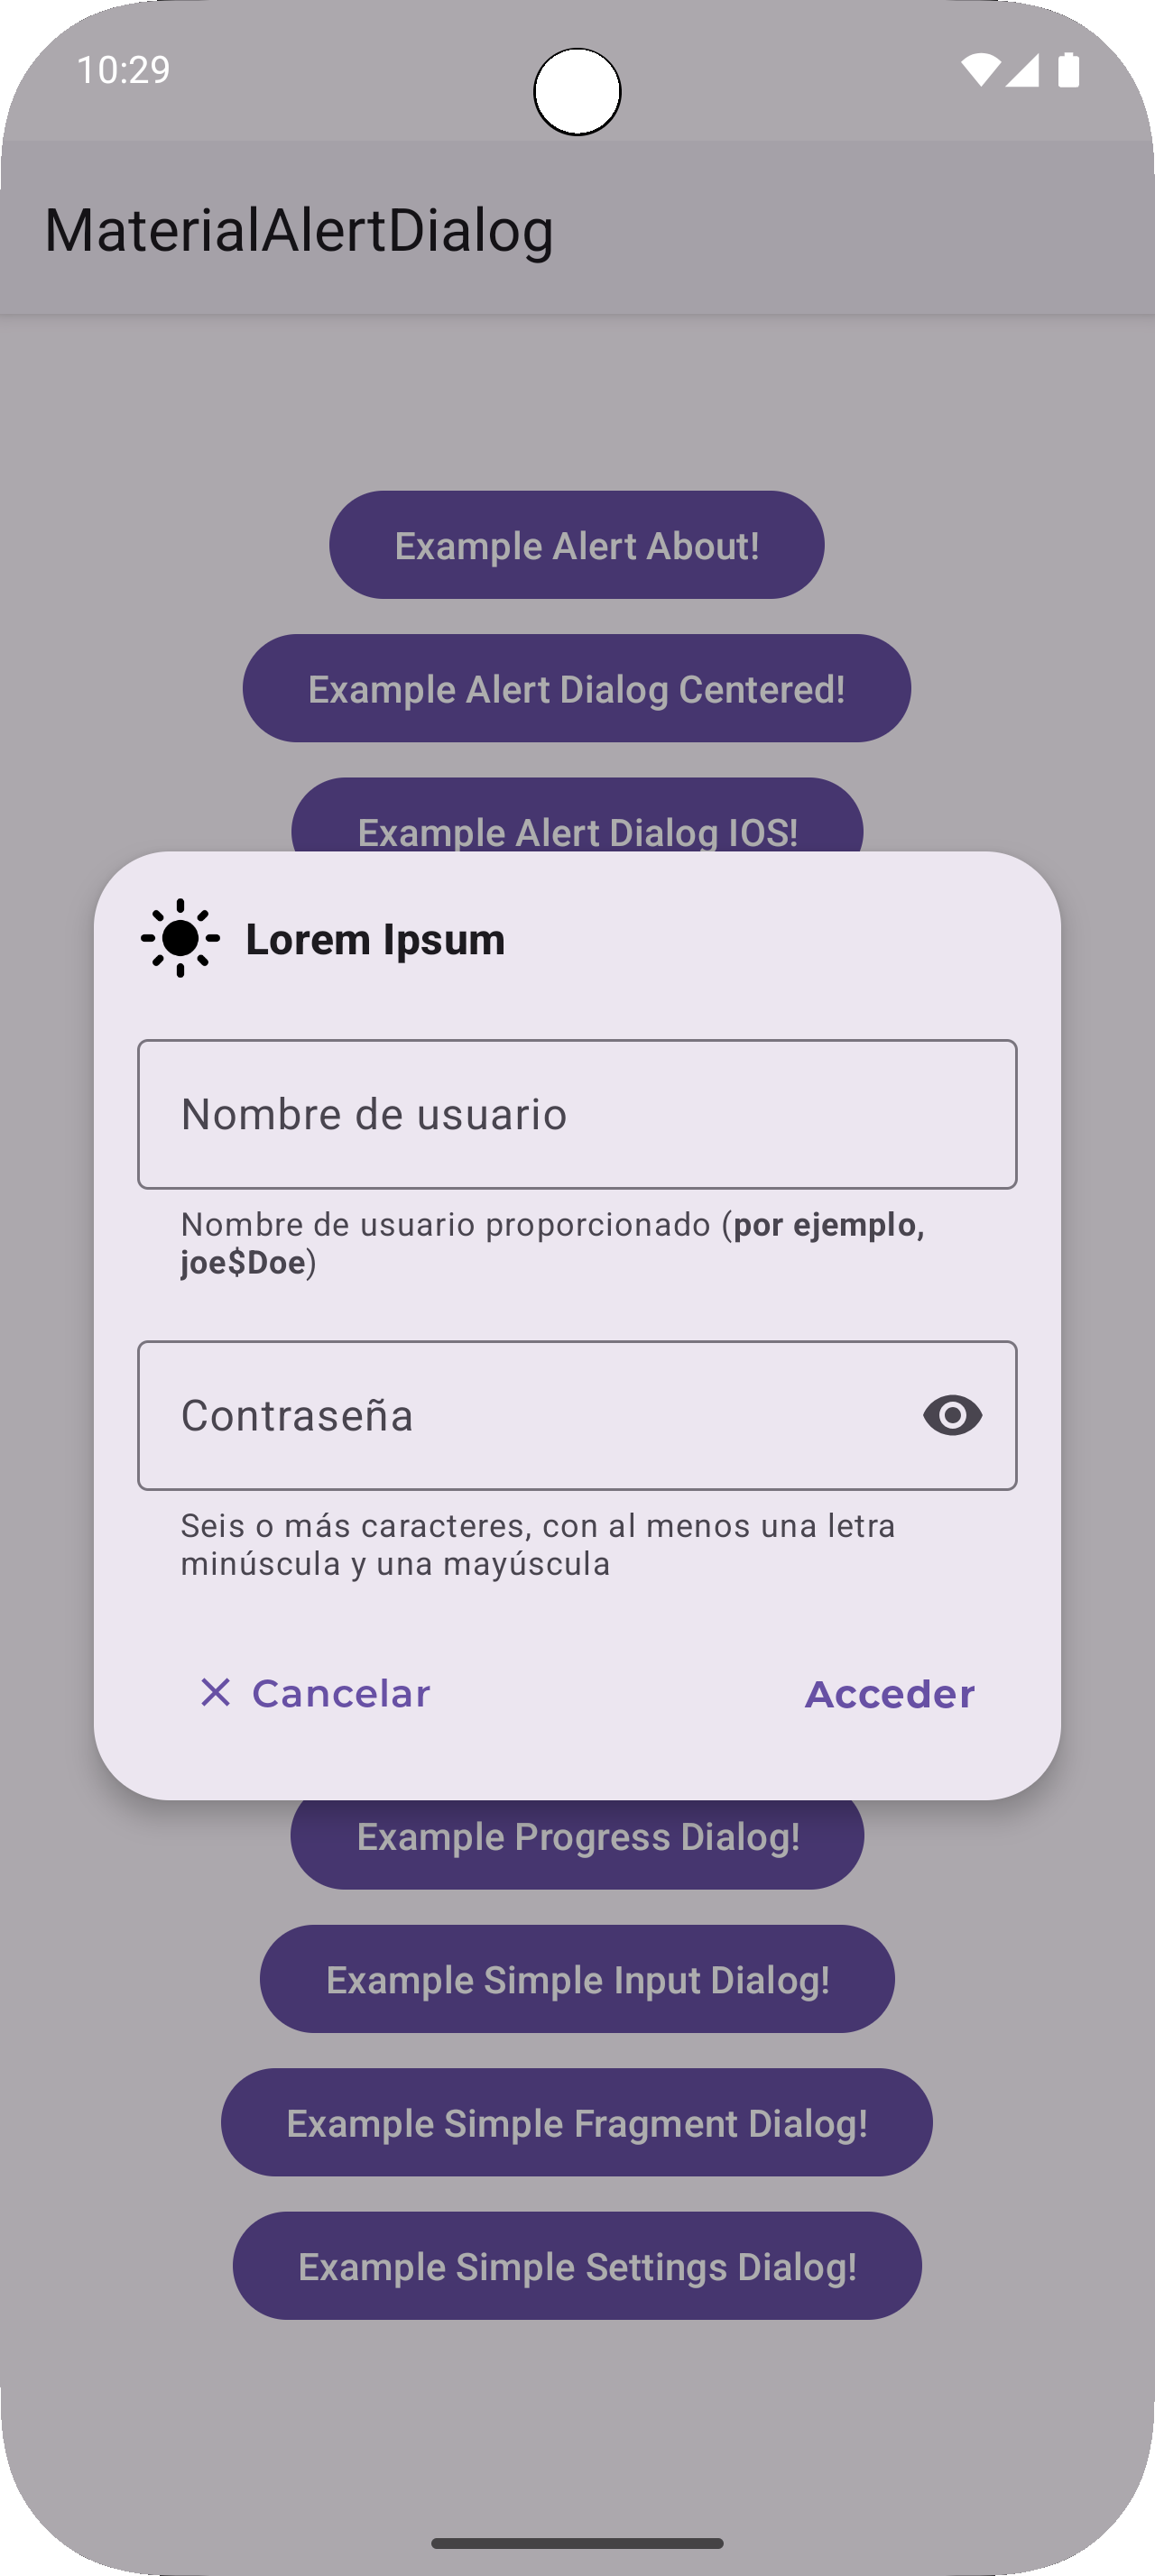 10:29
MaterialAlertDialog
Example Alert About!
Example Alert Dialog Centered!
Example Alert Dialog IOS!
Lorem Ipsum
Nombre de usuario
Nombre de usuario proporcionado (por ejemplo,
joe$Doe)
Contraseña
Seis o más caracteres, con al menos una letra
minúscula y una mayúscula
Cancelar
Acceder
Example Progress Dialog!
Example Simple Input Dialog!
Example Simple Fragment Dialog!
Example Simple Settings Dialog!